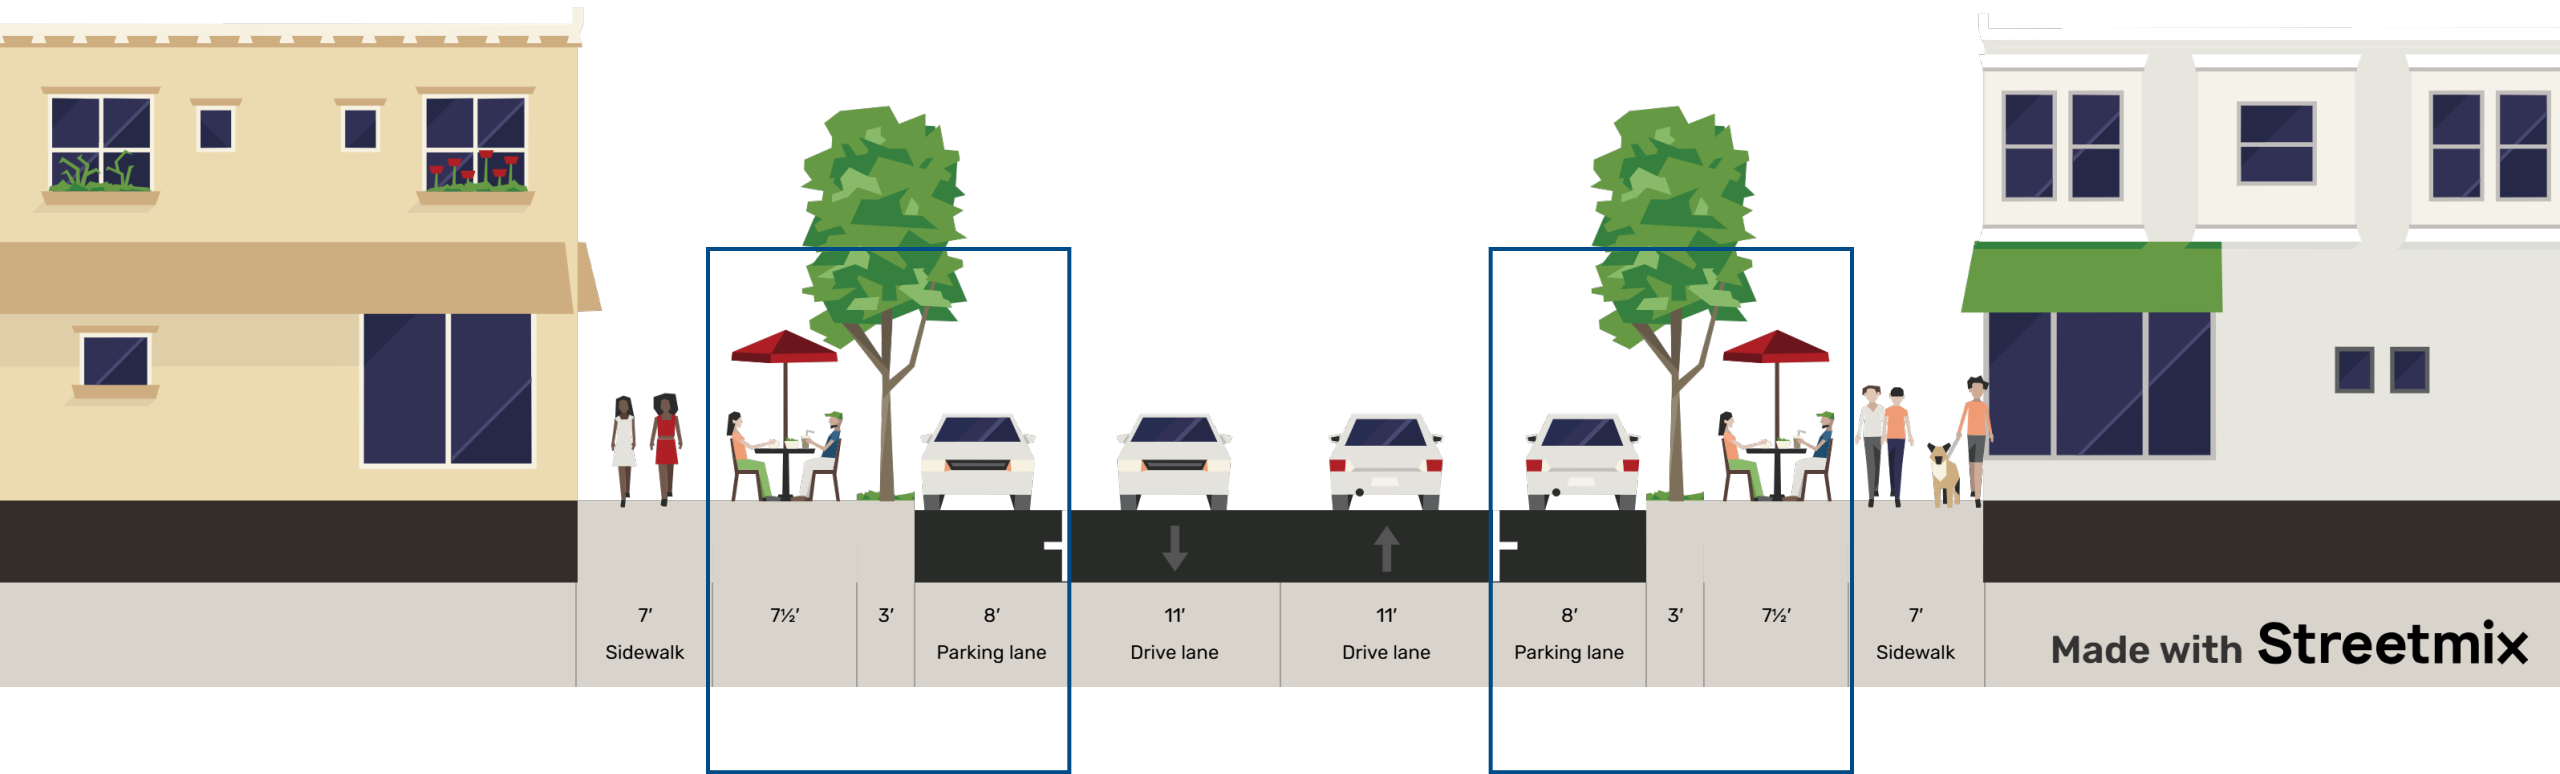 7′
Sidewalk
7½′
3′
8′
Parking lane
11′
Drive lane
11′
Drive lane
8′
Parking lane
3′
7½′
7′
Sidewalk
Made with Streetmix